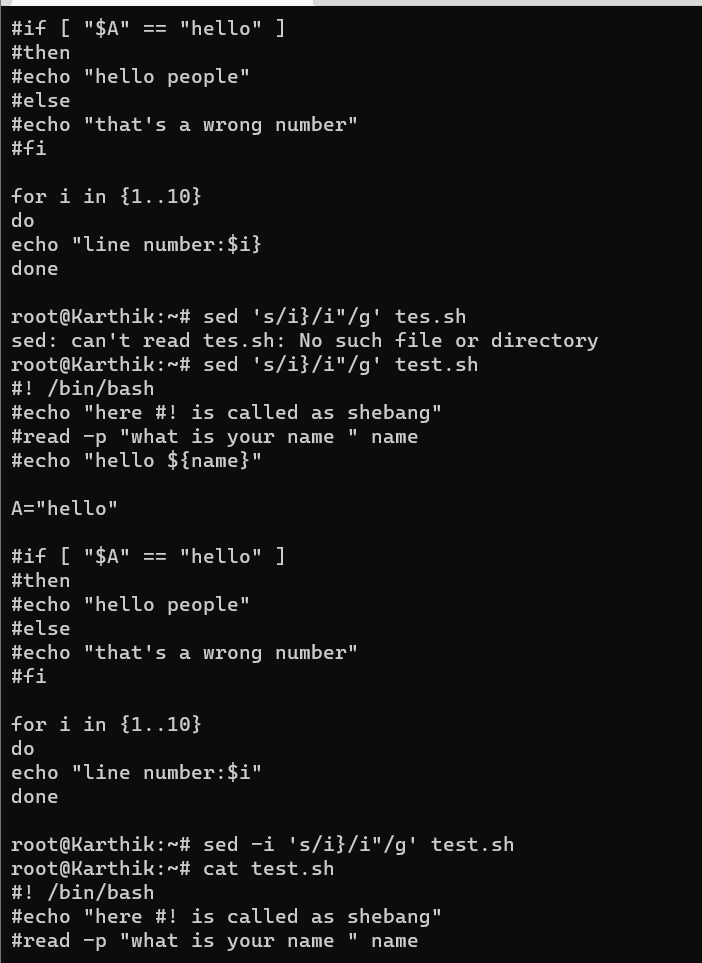 #if [ "$A" == "hello" ]
#then
#echo "hello people"
#else
#echo "that's a wrong number"
#fi
for i in {1..10}
do
echo "line number:$i}
done
root@Karthik:~# sed 's/i}/i"/g' tes.sh
sed: can't read tes.sh: No such file or directory
root@Karthik:~# sed 's/i}/i"/g' test.sh
#! /bin/bash
#echo "here #! is called as shebang"
#read -p "what is your name " name
#echo "hello ${name}"
A="hello"
#if [ "$A" == "hello" ]
#then
#echo "hello people"
#else
#echo "that's a wrong number"
#fi
for i in {1..10}
do
echo "line number:$i"
done
root@Karthik:~# sed -i 's/i}/i"/g' test.sh
root@Karthik:~# cat test.sh
#! /bin/bash
#echo "here #! is called as shebang"
#read -p "what is your name " name